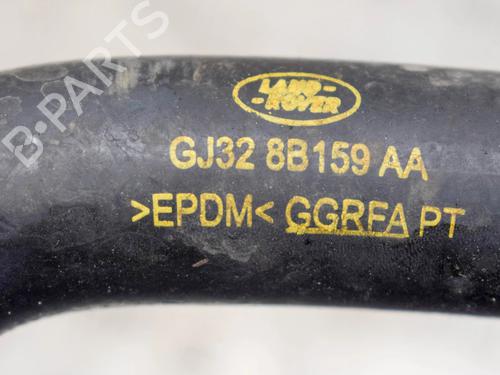 LAND
ROVER
GJ32 8B159 AA
>EPDM< GGRFA PT
B-Parts